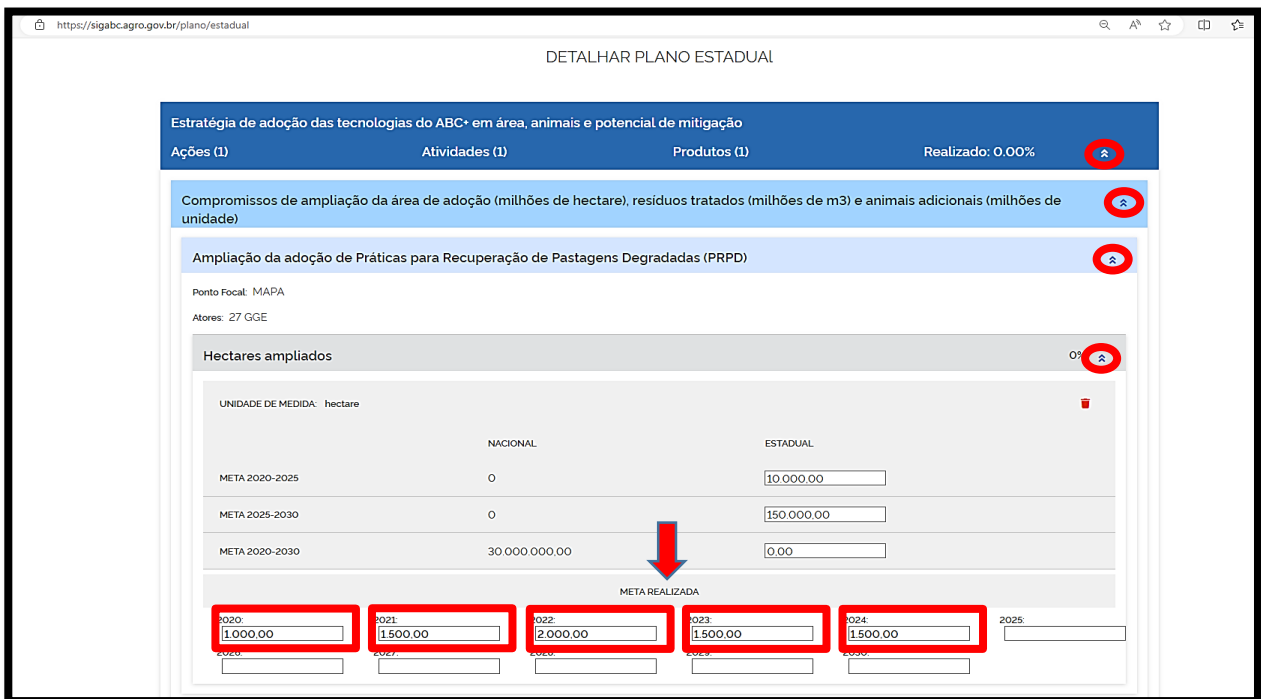 https://sigabc.agro.gov.br/plano/estadual
DETALHAR PLANO ESTADUAl
Estratégia de adoção das tecnologias do ABC+ em área, animais e potencial de mitigação
Ações (1) Atividades (1) Produtos (1) Realizado: 0.00%
Compromissos de ampliação da área de adoção (milhões de hectare), resíduos tratados (milhões de m3) e animais adicionais (milhões de
unidade)
Ampliação da adoção de Práticas para Recuperação de Pastagens Degradadas (PRPD)
Ponto Focal: MAPA
Atores: 27 GGE
Hectares ampliados 0%
UNIDADE DE MEDIDA: hectare
NACIONAL ESTADUAL
META 2020-2025 0 10.000,00
META 2025-2030 0 150.000,00
META 2020-2030 30.000.000,00 0,00
META REALIZADA
2020: 2021: 2022: 2023: 2024: 2025:
1.000,00 1.500,00 2.000,00 1.500,00 1.500,00
2026: 2027: 2028: 2029: 2030: